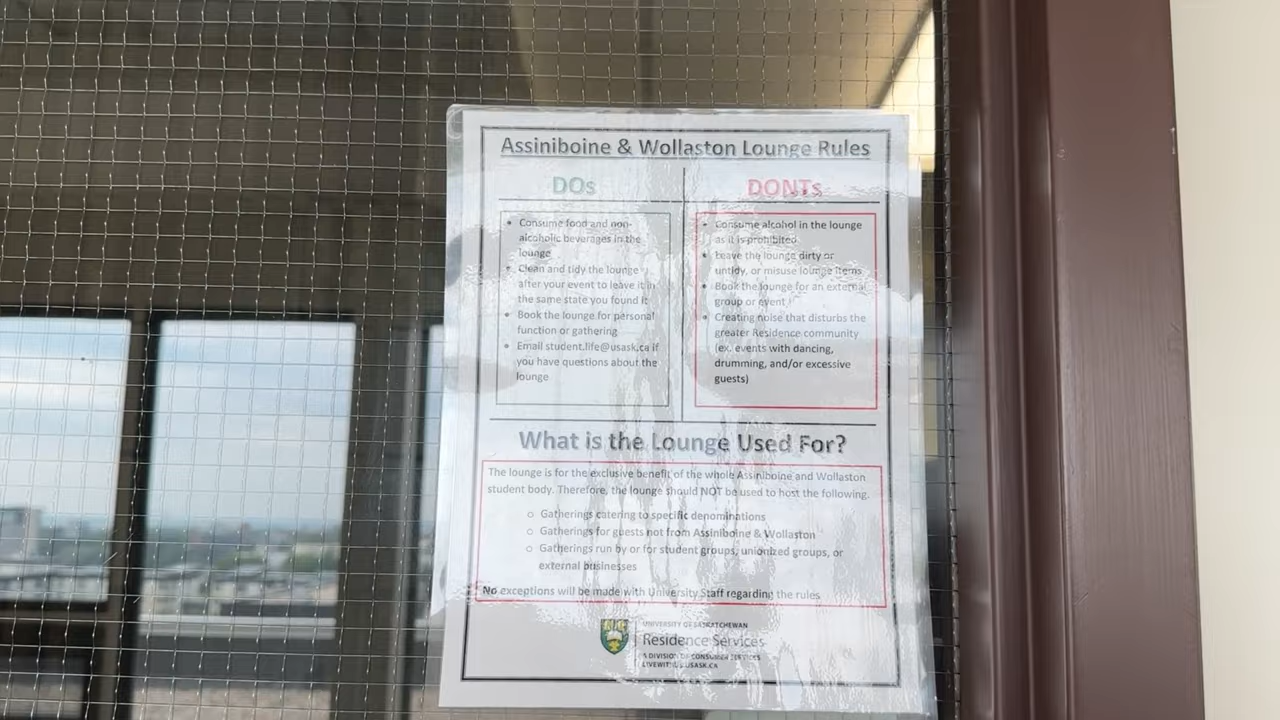 Assiniboine & Wollaston Lounge Rules
DOs
• Consume food and non-
alcoholic beverages in the
lounge
• Clean and tidy the lounge
after your event to leave it in
the same state you found it
• Book the lounge for personal
function or gathering
• Email student.life@usask.ca if
you have questions about the
lounge
DONTs
• Consume alcohol in the lounge
as it is prohibited
• Leave the lounge dirty or
untidy, or misuse lounge items
• Book the lounge for an external
group or event
• Creating noise that disturbs the
greater Residence community
(ex. events with dancing,
drumming, and/or excessive
guests)
What is the Lounge Used For?
The lounge is for the exclusive benefit of the whole Assiniboine and Wollaston
student body. Therefore, the lounge should NOT be used to host the following.
○ Gatherings catering to specific denominations
○ Gatherings for guests not from Assiniboine & Wollaston
○ Gatherings run by or for student groups, unionized groups, or
external businesses
No exceptions will be made with University Staff regarding the rules
UNIVERSITY OF SASKATCHEWAN
Residence Services
A DIVISION OF CONSUMER SERVICES